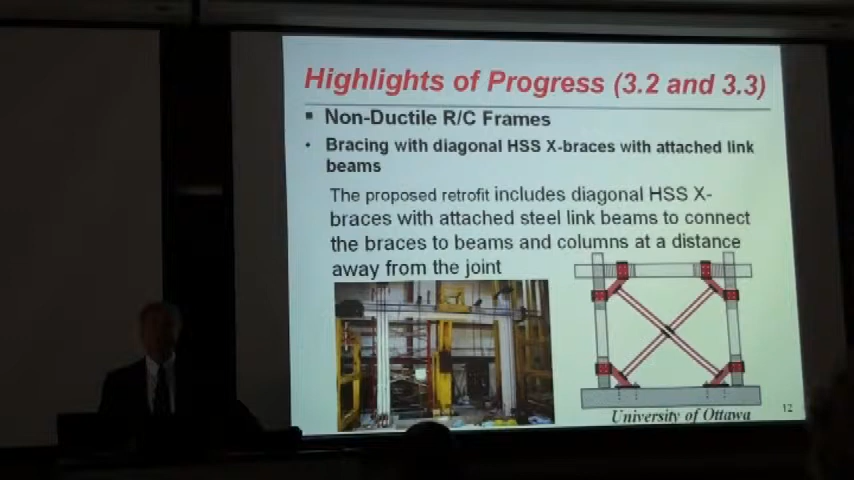 Highlights of Progress (3.2 and 3.3)
▪ Non-Ductile R/C Frames
• Bracing with diagonal HSS X-braces with attached link
beams
The proposed retrofit includes diagonal HSS X-
braces with attached steel link beams to connect
the braces to beams and columns at a distance
away from the joint
University of Ottawa
12